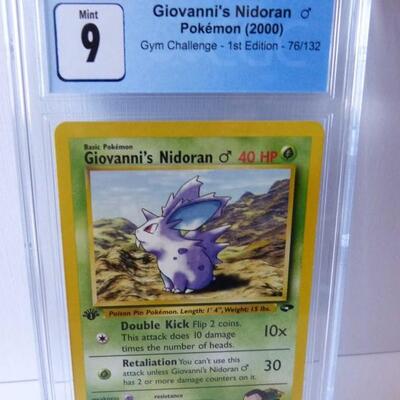 Mint
9
Giovanni's Nidoran ♂
Pokémon (2000)
Gym Challenge - 1st Edition - 76/132
Basic Pokémon
Giovanni's Nidoran ♂ 40 HP
Poison Pin Pokémon. Length: 1' 4", Weight: 15 lbs.
Double Kick Flip 2 coins.
This attack does 10 damage
times the number of heads.
10x
Retaliation You can't use this
attack unless Giovanni's Nidoran ♂
has 2 or more damage counters on it.
30
weakness
resistance